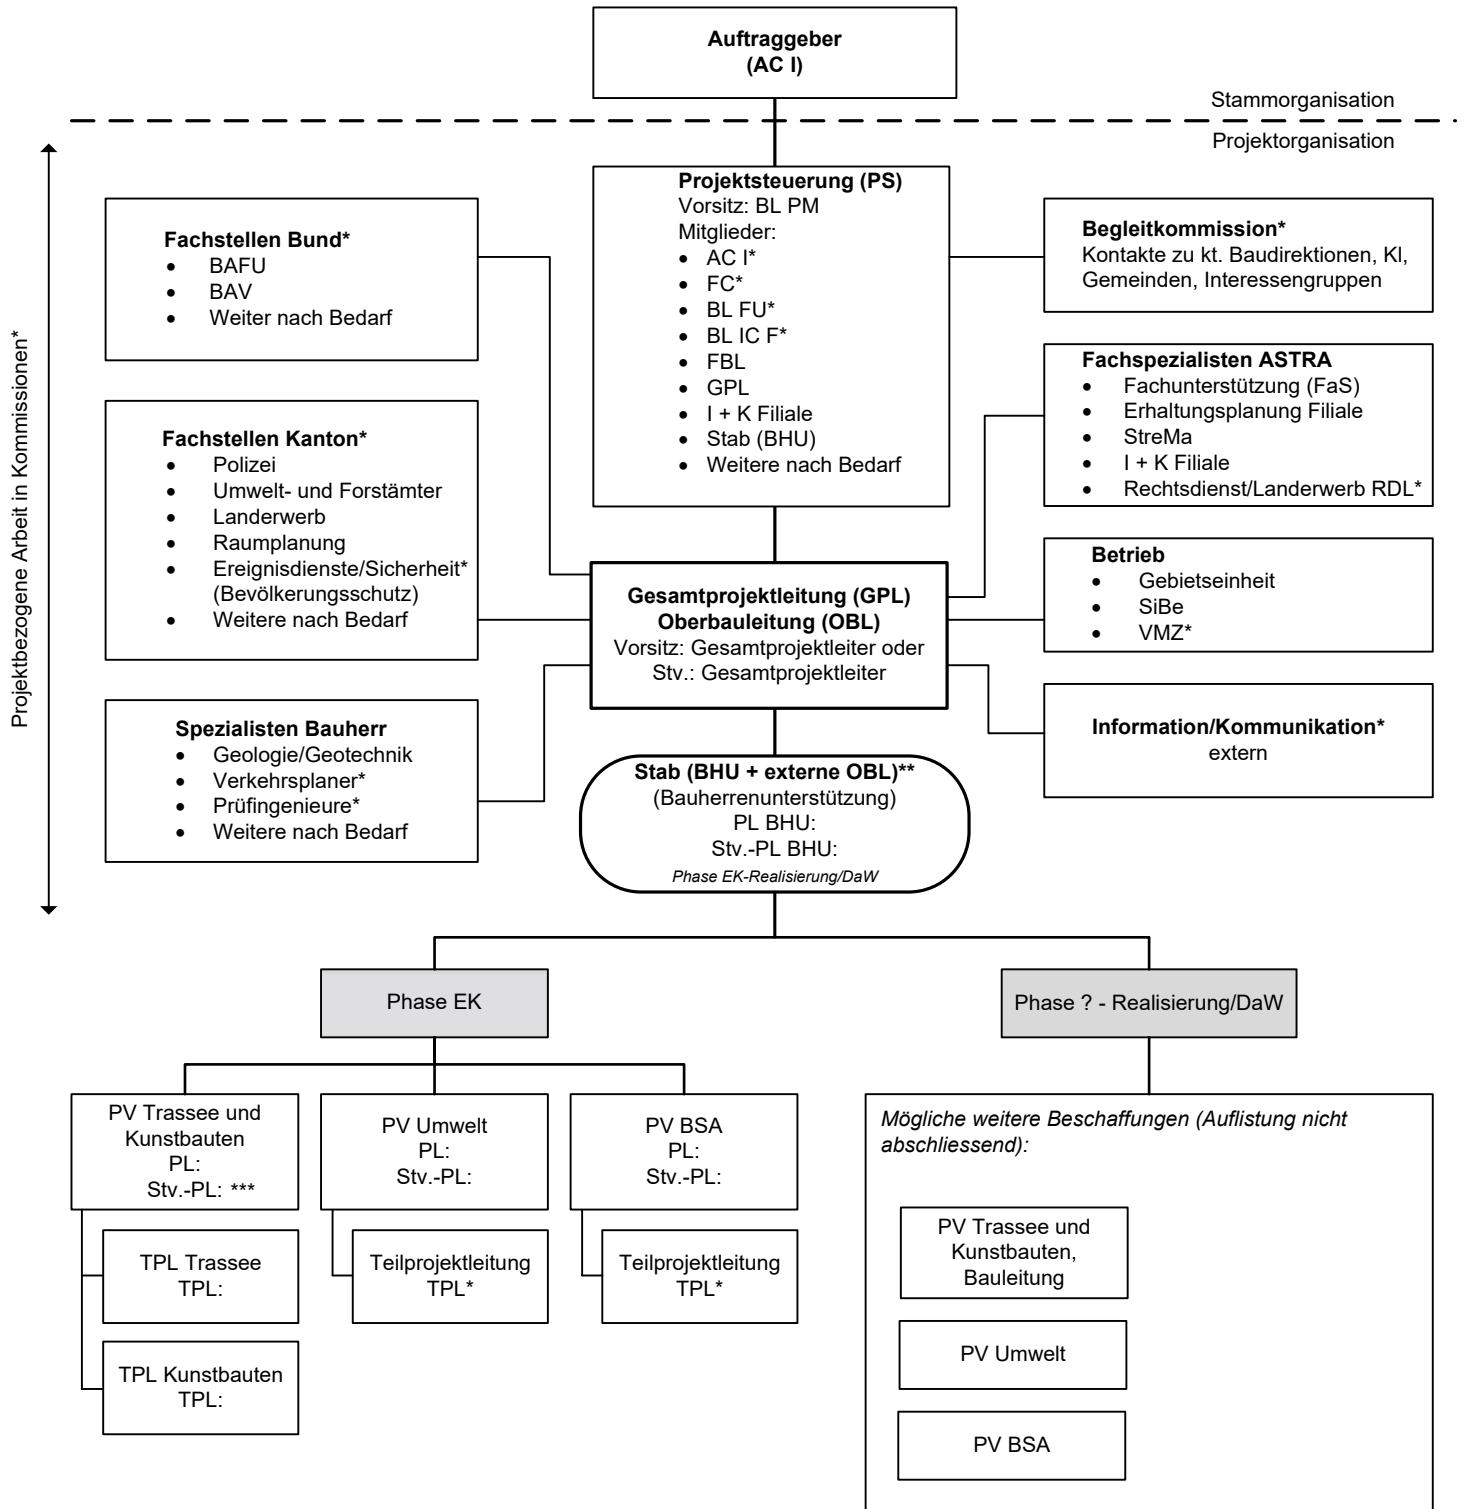 Auftraggeber
(AC I)
Stammorganisation
Projektorganisation
Projektbezogene Arbeit in Kommissionen*
Projektsteuerung (PS)
Vorsitz: BL PM
Mitglieder:
• AC I*
• FC*
• BL FU*
• BL IC F*
• FBL
• GPL
• I + K Filiale
• Stab (BHU)
• Weitere nach Bedarf
Fachstellen Bund*
• BAFU
• BAV
• Weiter nach Bedarf
Fachstellen Kanton*
• Polizei
• Umwelt- und Forstämter
• Landerwerb
• Raumplanung
• Ereignisdienste/Sicherheit*
(Bevölkerungsschutz)
• Weitere nach Bedarf
Spezialisten Bauherr
• Geologie/Geotechnik
• Verkehrsplaner*
• Prüfingenieure*
• Weitere nach Bedarf
Begleitkommission*
Kontakte zu kt. Baudirektionen, KI,
Gemeinden, Interessengruppen
Fachspezialisten ASTRA
• Fachunterstützung (FaS)
• Erhaltungsplanung Filiale
• StreMa
• I + K Filiale
• Rechtsdienst/Landerwerb RDL*
Betrieb
• Gebietseinheit
• SiBe
• VMZ*
Information/Kommunikation*
extern
Gesamtprojektleitung (GPL)
Oberbauleitung (OBL)
Vorsitz: Gesamtprojektleiter oder
Stv.: Gesamtprojektleiter
Stab (BHU + externe OBL)**
(Bauherrenunterstützung)
PL BHU:
Stv.-PL BHU:
Phase EK-Realisierung/DaW
Phase EK
Phase ? - Realisierung/DaW
PV Trassee und
Kunstbauten
PL:
Stv.-PL: ***
TPL Trassee
TPL:
TPL Kunstbauten
TPL:
PV Umwelt
PL:
Stv.-PL:
Teilprojektleitung
TPL*
PV BSA
PL:
Stv.-PL:
Teilprojektleitung
TPL*
Mögliche weitere Beschaffungen (Auflistung nicht
abschliessend):
PV Trassee und
Kunstbauten,
Bauleitung
PV Umwelt
PV BSA